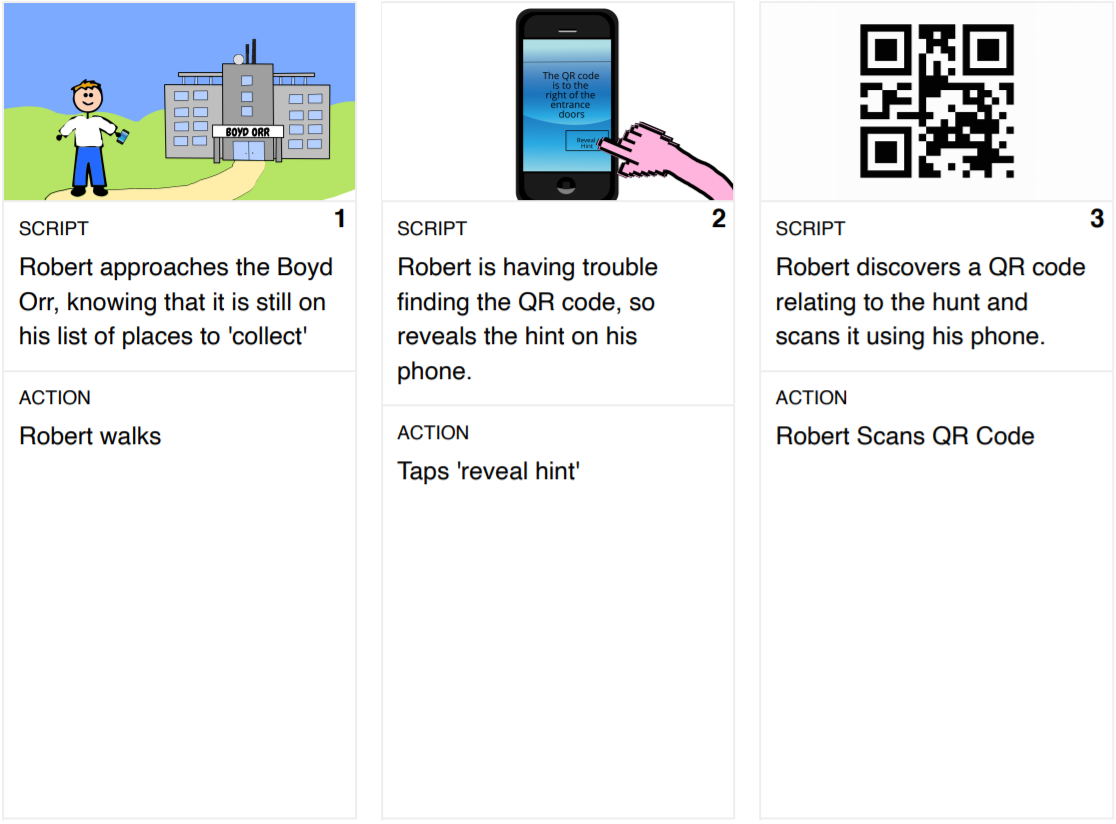 BOYD ORR
1
SCRIPT
Robert approaches the Boyd
Orr, knowing that it is still on
his list of places to 'collect'
ACTION
Robert walks
The QR code
is to the
right of the
entrance
doors
Reveal
Hint
2
SCRIPT
Robert is having trouble
finding the QR code, so
reveals the hint on his
phone.
ACTION
Taps 'reveal hint'
3
SCRIPT
Robert discovers a QR code
relating to the hunt and
scans it using his phone.
ACTION
Robert Scans QR Code